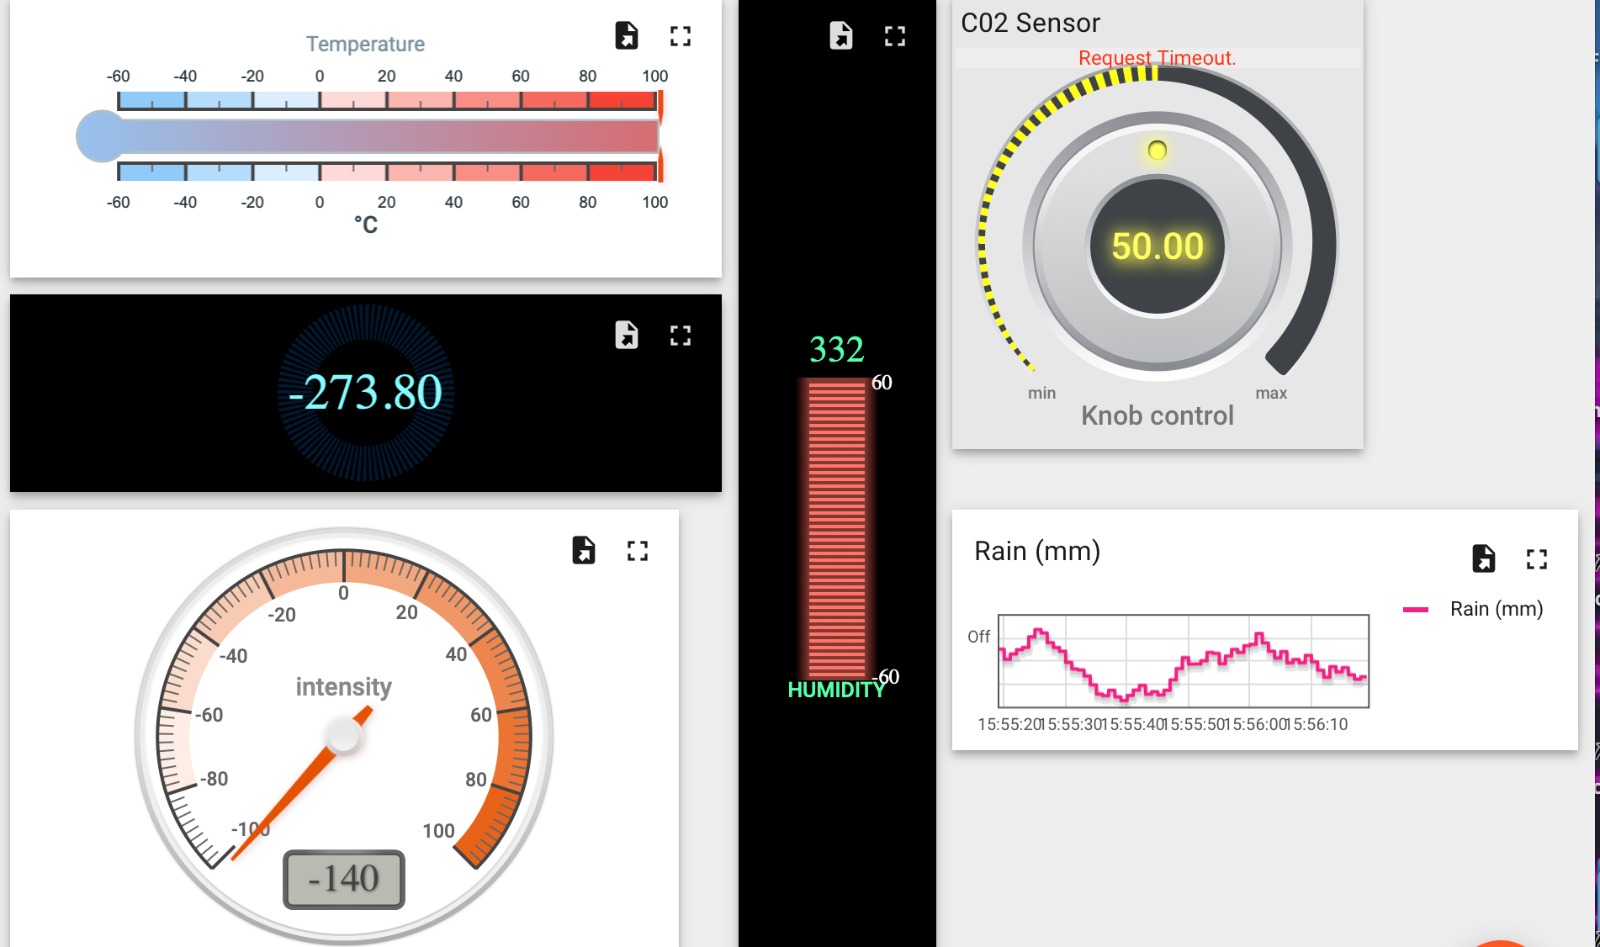 Temperature
-60 -40 -20 0 20 40 60 80 100
-60 -40 -20 0 20 40 60 80 100
°C
-273.80
intensity
-100 -80 -60 -40 -20 0 20 40 60 80 100
-140
332
60
-60
HUMIDITY
C02 Sensor
Request Timeout.
50.00
min max
Knob control
Rain (mm)
Rain (mm)
Off
15:55:20 15:55:30 15:55:40 15:55:50 15:56:00 15:56:10